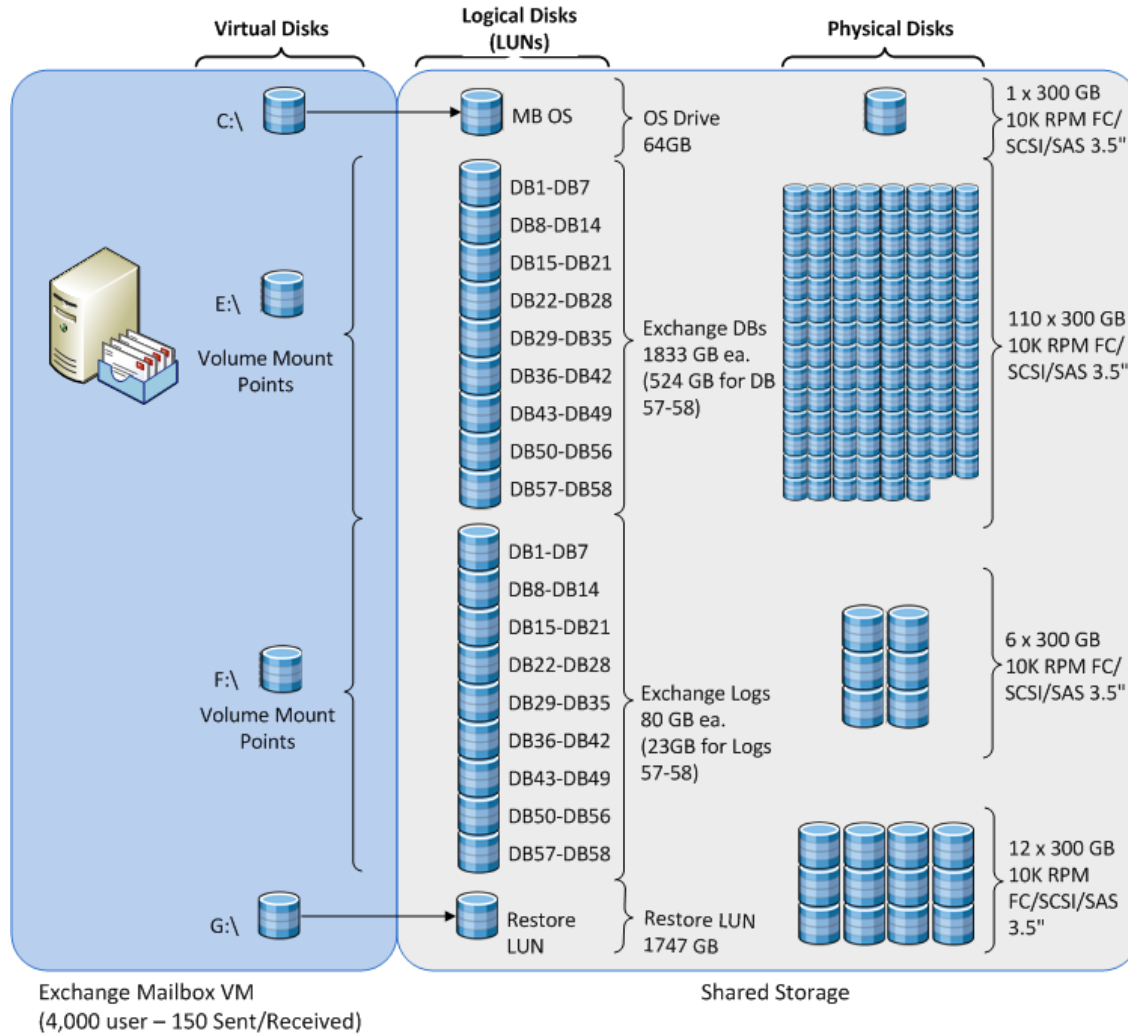 Virtual Disks
Logical Disks
(LUNs)
Physical Disks
C:\
MB OS
OS Drive
64GB
1 x 300 GB
10K RPM FC/
SCSI/SAS 3.5"
E:\
Volume Mount
Points
DB1-DB7
DB8-DB14
DB15-DB21
DB22-DB28
DB29-DB35
DB36-DB42
DB43-DB49
DB50-DB56
DB57-DB58
Exchange DBs
1833 GB ea.
(524 GB for DB
57-58)
110 x 300 GB
10K RPM FC/
SCSI/SAS 3.5"
F:\
Volume Mount
Points
DB1-DB7
DB8-DB14
DB15-DB21
DB22-DB28
DB29-DB35
DB36-DB42
DB43-DB49
DB50-DB56
DB57-DB58
Exchange Logs
80 GB ea.
(23GB for Logs
57-58)
6 x 300 GB
10K RPM FC/
SCSI/SAS 3.5"
G:\
Restore
LUN
Restore LUN
1747 GB
12 x 300 GB
10K RPM
FC/SCSI/SAS
3.5"
Exchange Mailbox VM
(4,000 user – 150 Sent/Received)
Shared Storage